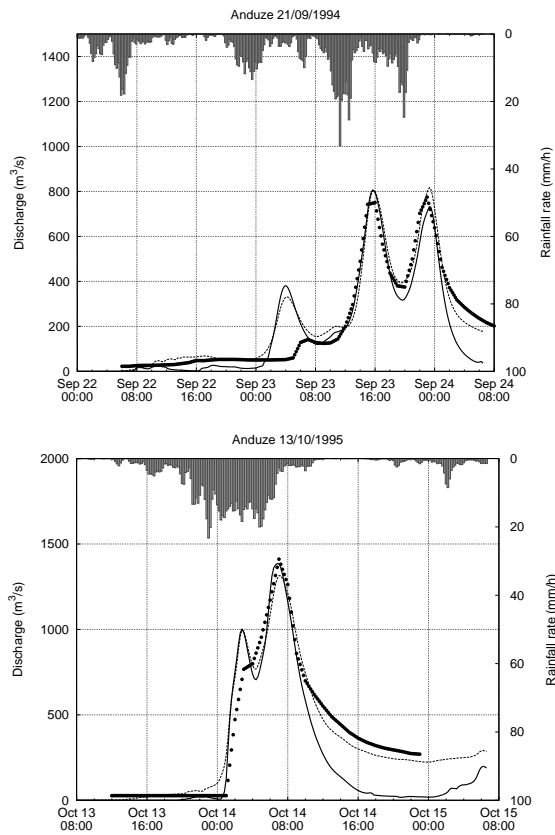 Anduze 21/09/1994
1500 0
1400
1200 20
1000
40
800
600 60
400
80
200
0 100
Discharge (m³/s)
Rainfall rate (mm/h)
Sep 22 Sep 22 Sep 22 Sep 23 Sep 23 Sep 23 Sep 24 Sep 24
00:00 08:00 16:00 00:00 08:00 16:00 00:00 08:00
Anduze 13/10/1995
2000 0
20
1500
40
1000
60
500
80
0 100
Discharge (m³/s)
Rainfall rate (mm/h)
Oct 13 Oct 13 Oct 14 Oct 14 Oct 14 Oct 15 Oct 15
08:00 16:00 00:00 08:00 16:00 00:00 08:00